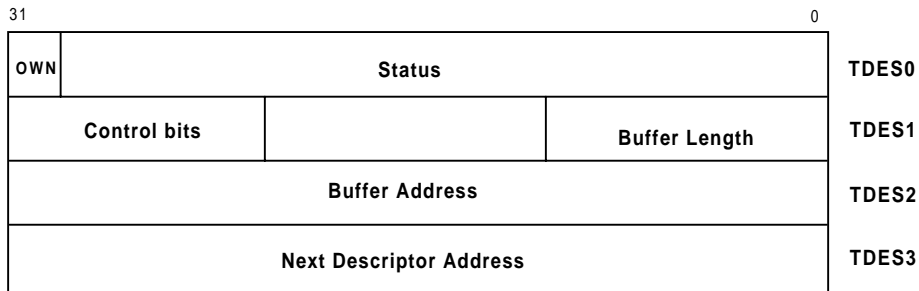 31 0
OWN Status TDES0
Control bits Buffer Length TDES1
Buffer Address TDES2
Next Descriptor Address TDES3